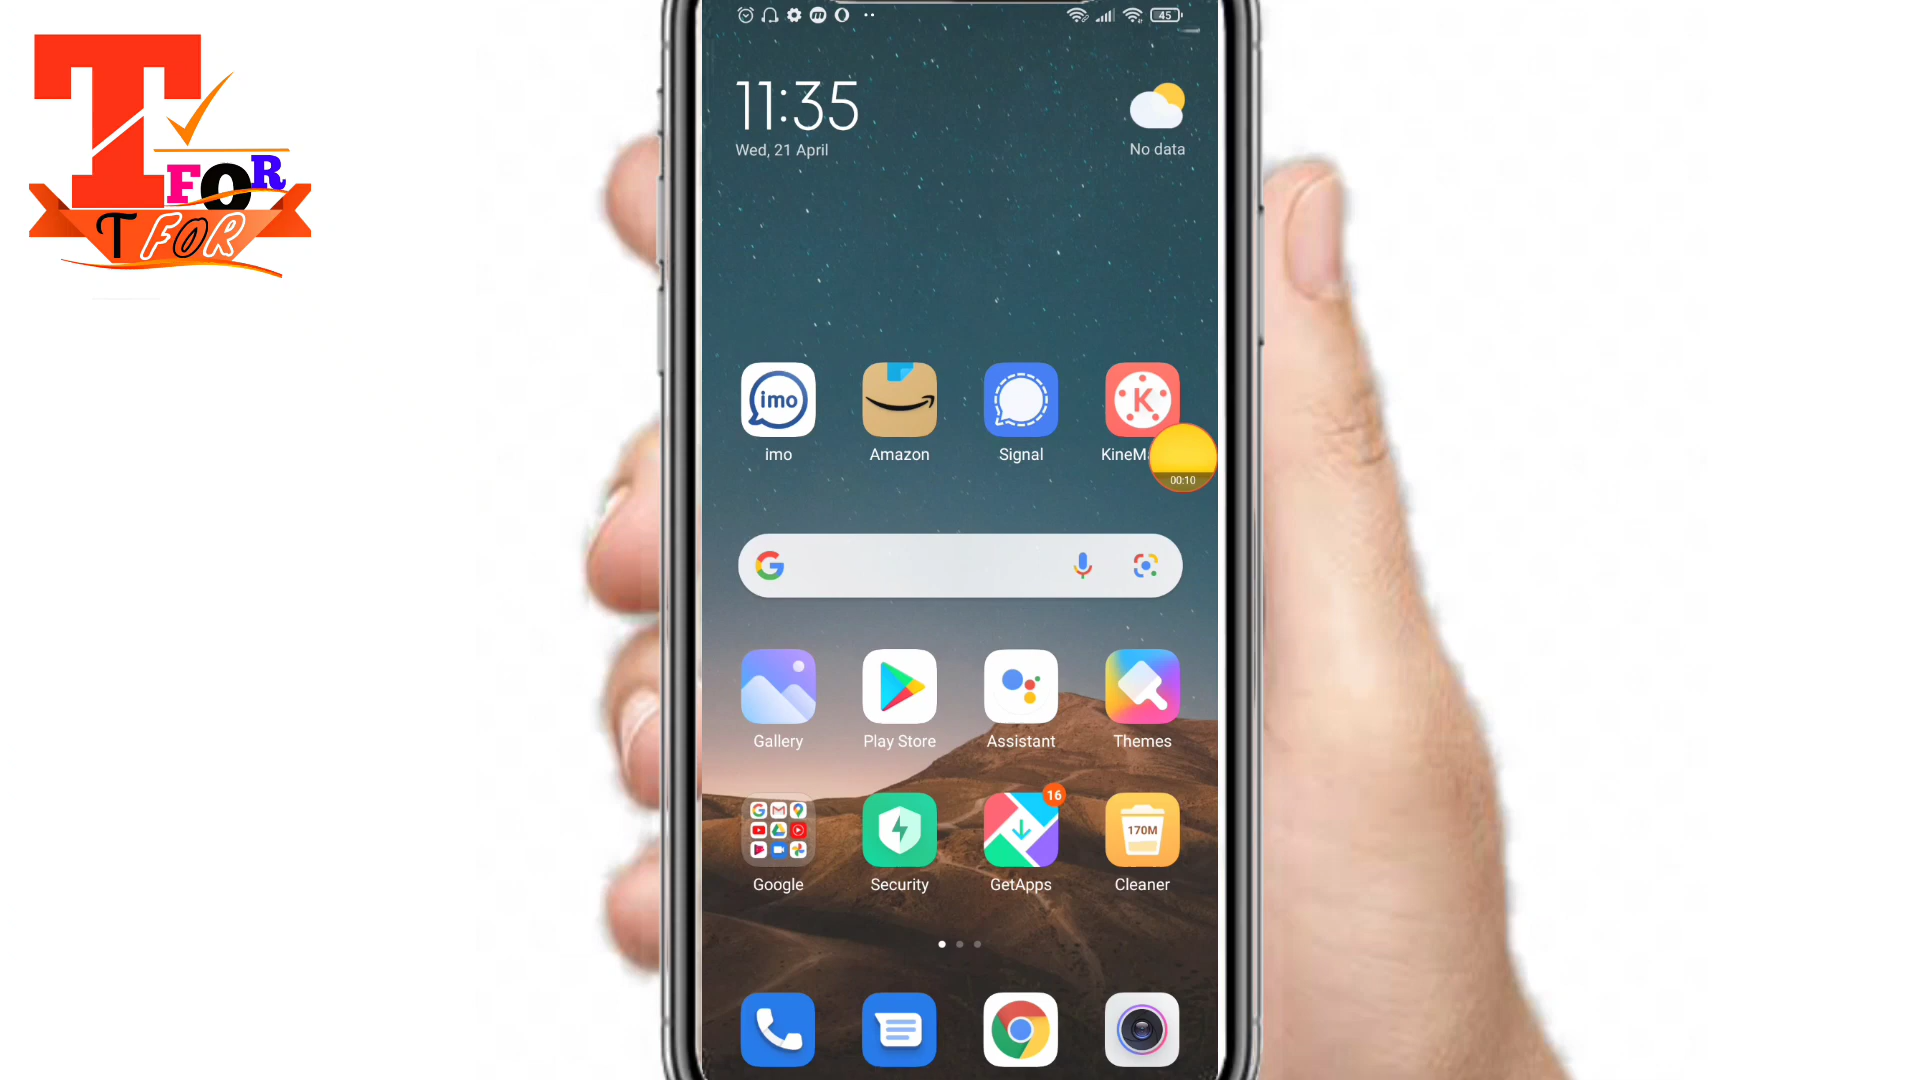 T
FOR
T FOR
45
11:35
Wed, 21 April
No data
imo
imo
Amazon
Signal
K
KineM
00:10
Gallery
Play Store
Assistant
Themes
16
170M
Google
Security
GetApps
Cleaner